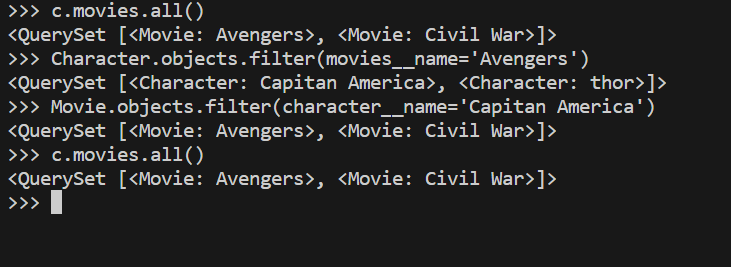 >>> c.movies.all()
<QuerySet [<Movie: Avengers>, <Movie: Civil War>]>
>>> Character.objects.filter(movies__name='Avengers')
<QuerySet [<Character: Capitan America>, <Character: thor>]>
>>> Movie.objects.filter(character__name='Capitan America')
<QuerySet [<Movie: Avengers>, <Movie: Civil War>]>
>>> c.movies.all()
<QuerySet [<Movie: Avengers>, <Movie: Civil War>]>
>>>